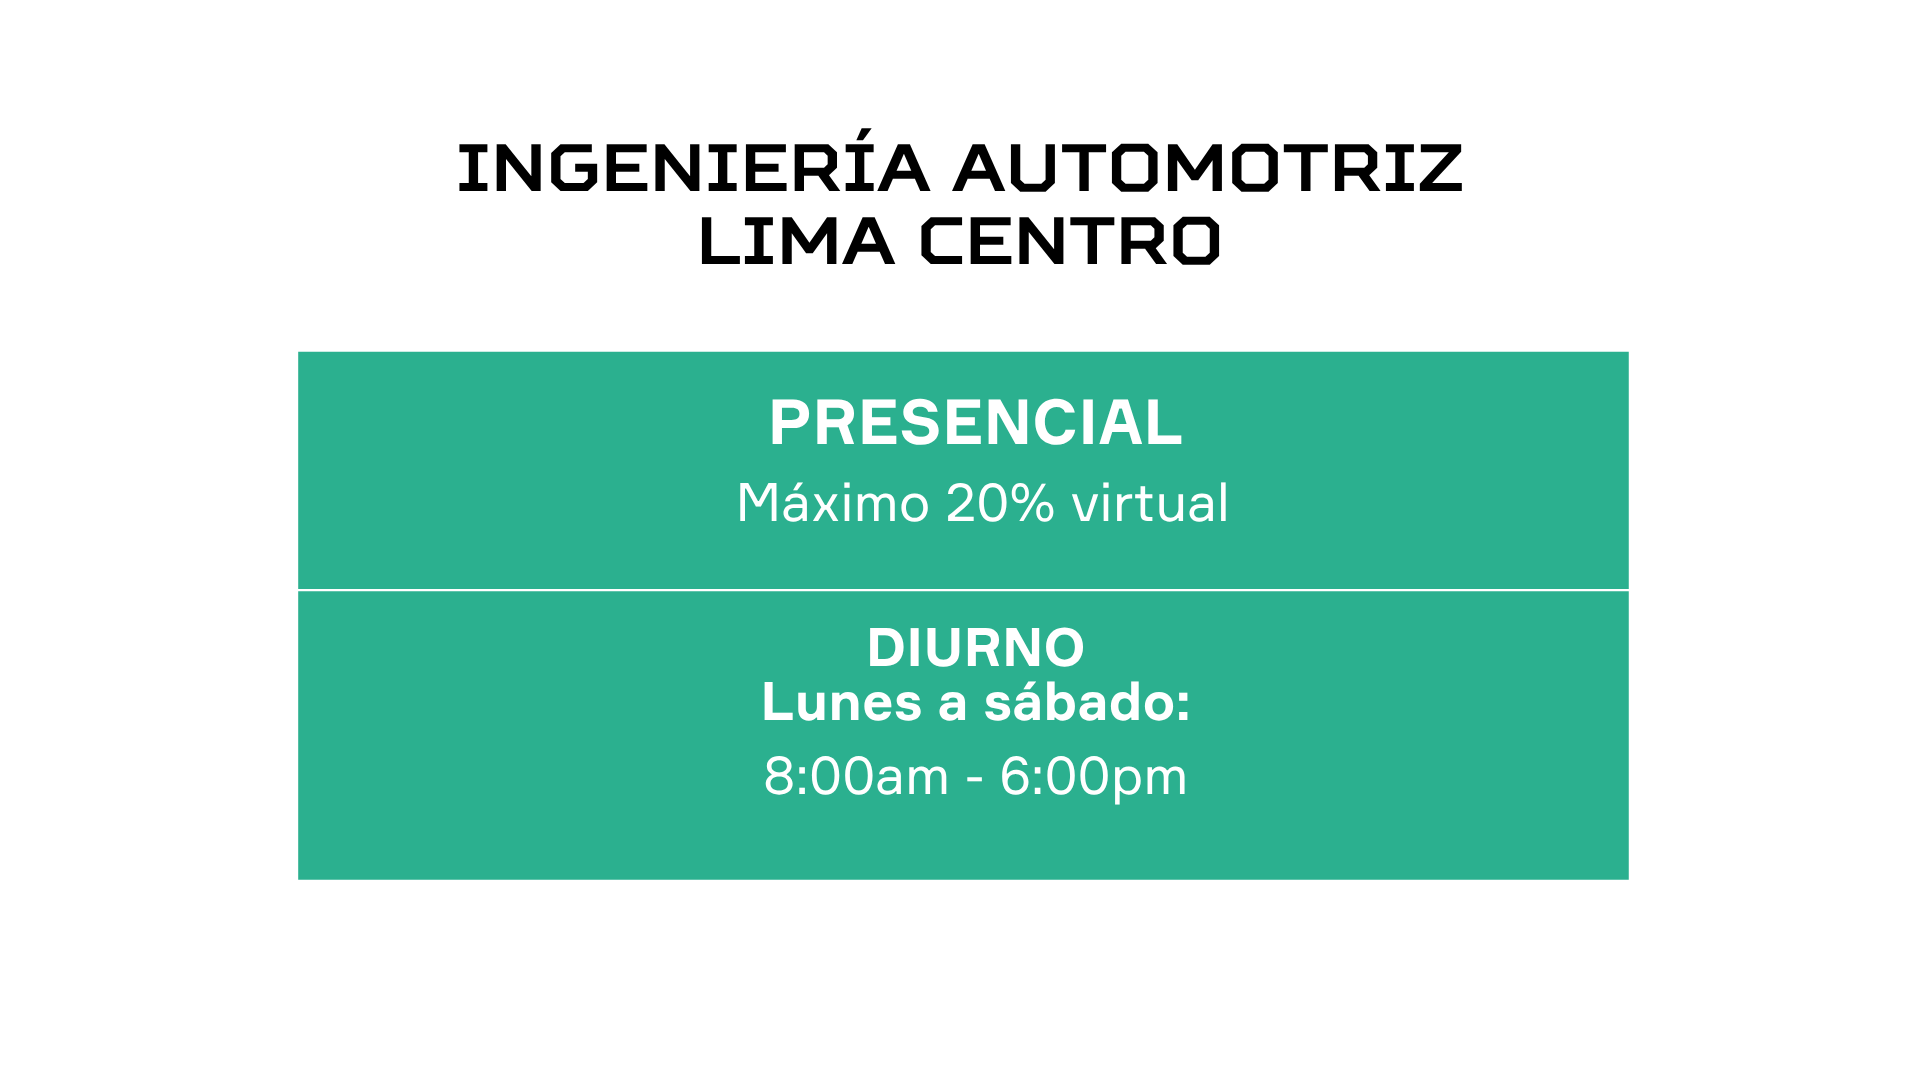 INGENIERÍA AUTOMOTRIZ
LIMA CENTRO
PRESENCIAL
Máximo 20% virtual
DIURNO
Lunes a sábado:
8:00am - 6:00pm